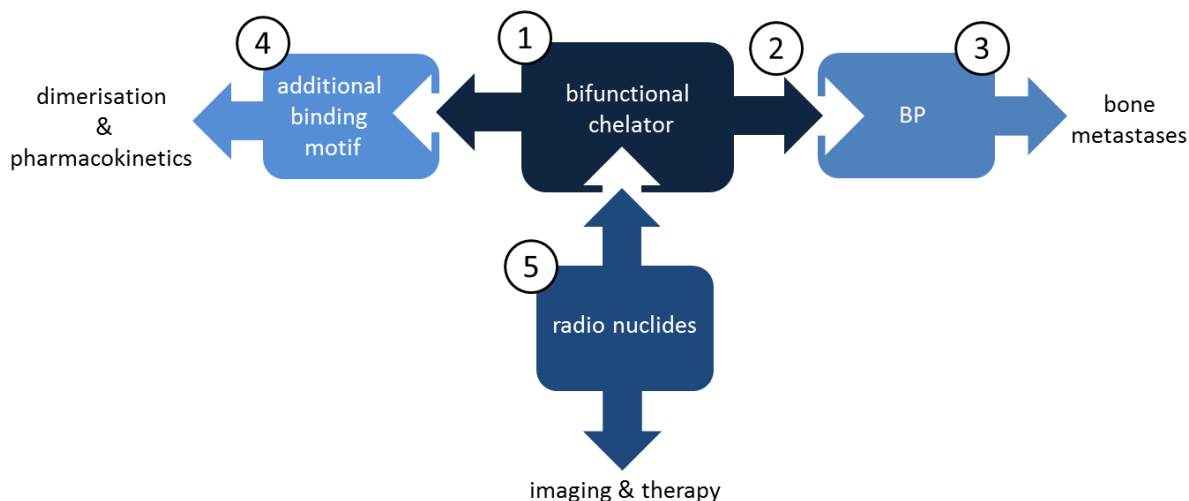 4
1
2
3
dimerisation
&
pharmacokinetics
additional
binding
motif
bifunctional
chelator
BP
bone
metastases
5
radio nuclides
imaging & therapy